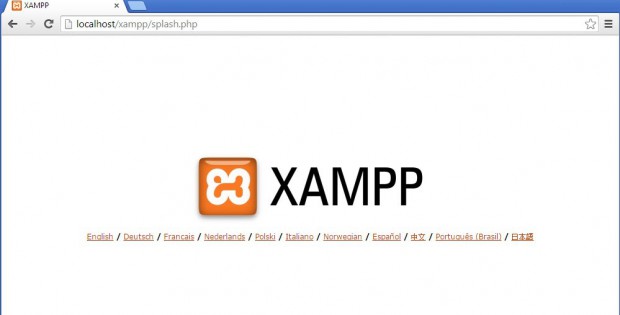 XAMPP
localhost/xampp/splash.php
XAMPP
English / Deutsch / Francais / Nederlands / Polski / Italiano / Norwegian / Español / 中文 / Português (Brasil) / 日本語